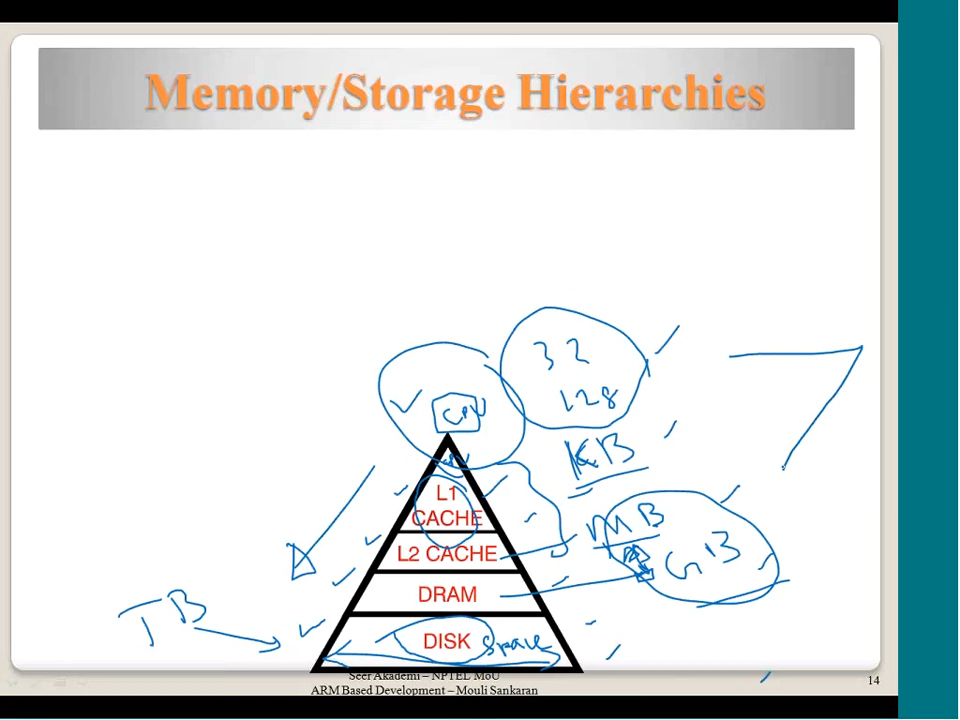 Memory/Storage Hierarchies
32
128
CPU
KB
L1
CACHE
MB
L2 CACHE
GB
DRAM
TB
DISK space
Seer Akademi – NPTEL MoU
ARM Based Development – Mouli Sankaran
14